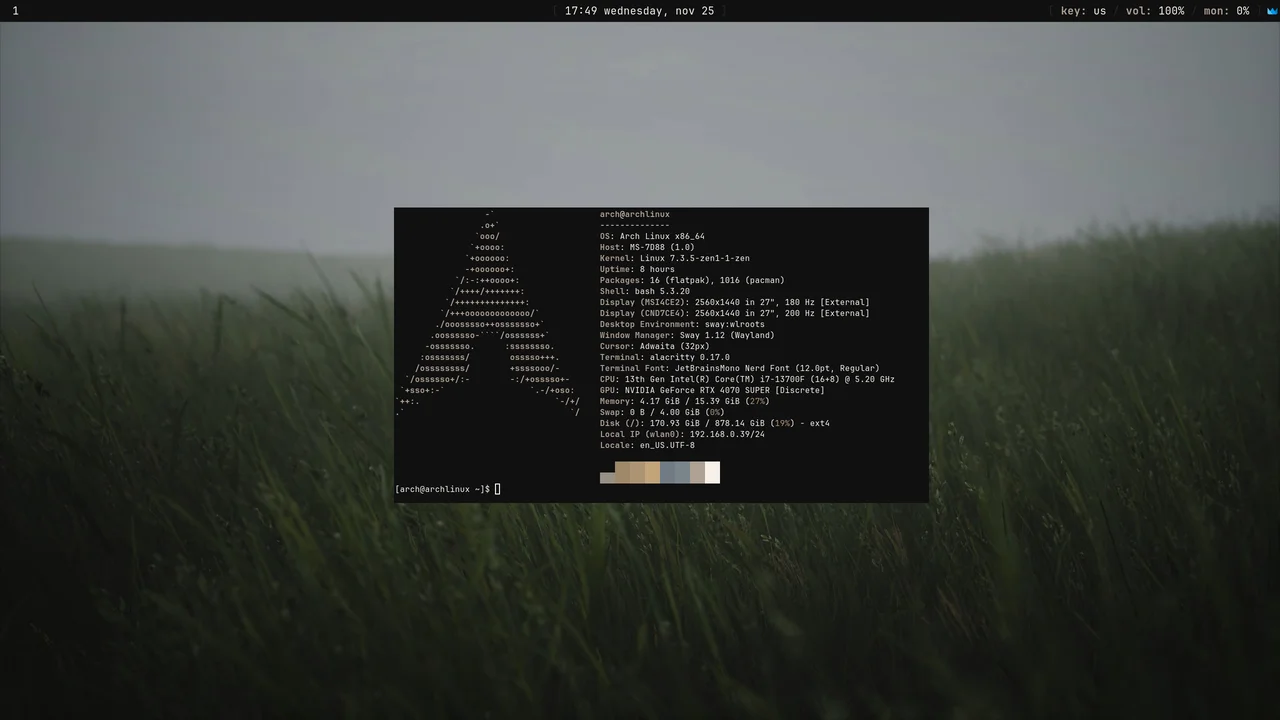 1
17:49 wednesday, nov 25
key: us / vol: 100% / mon: 0%
arch@archlinux
--------------
OS: Arch Linux x86_64
Host: MS-7D88 (1.0)
Kernel: Linux 7.3.5-zen1-1-zen
Uptime: 8 hours
Packages: 16 (flatpak), 1016 (pacman)
Shell: bash 5.3.20
Display (MSI4CE2): 2560x1440 in 27", 180 Hz [External]
Display (CND7CE4): 2560x1440 in 27", 200 Hz [External]
Desktop Environment: sway:wlroots
Window Manager: Sway 1.12 (Wayland)
Cursor: Adwaita (32px)
Terminal: alacritty 0.17.0
Terminal Font: JetBrainsMono Nerd Font (12.0pt, Regular)
CPU: 13th Gen Intel(R) Core(TM) i7-13700F (16+8) @ 5.20 GHz
GPU: NVIDIA GeForce RTX 4070 SUPER [Discrete]
Memory: 4.17 GiB / 15.39 GiB (27%)
Swap: 0 B / 4.00 GiB (0%)
Disk (/): 170.93 GiB / 878.14 GiB (19%) - ext4
Local IP (wlan0): 192.168.0.39/24
Locale: en_US.UTF-8
[arch@archlinux ~]$